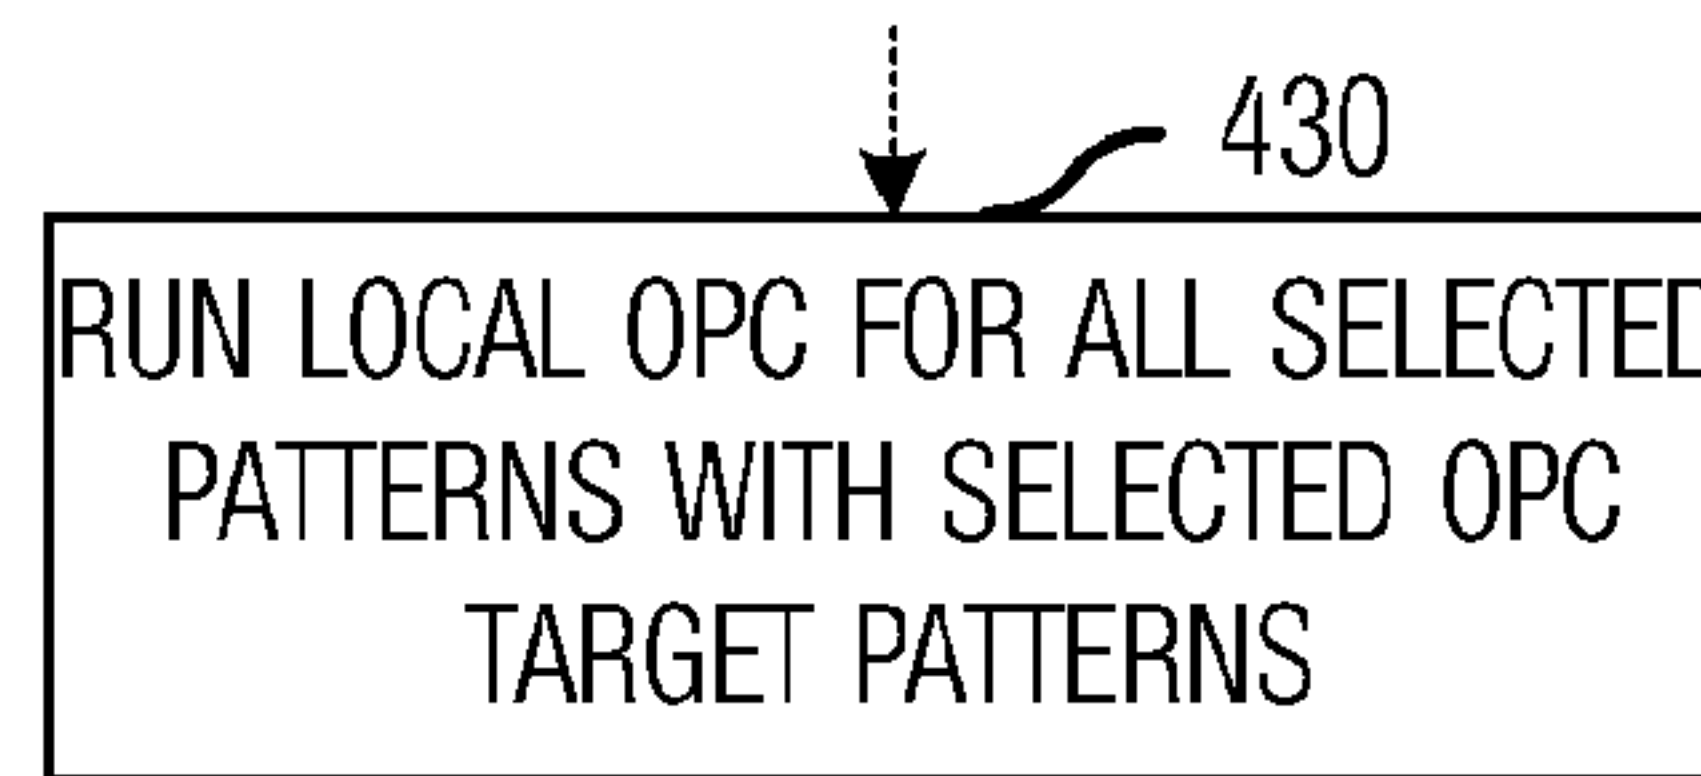 430
RUN LOCAL OPC FOR ALL SELECTED
PATTERNS WITH SELECTED OPC
TARGET PATTERNS